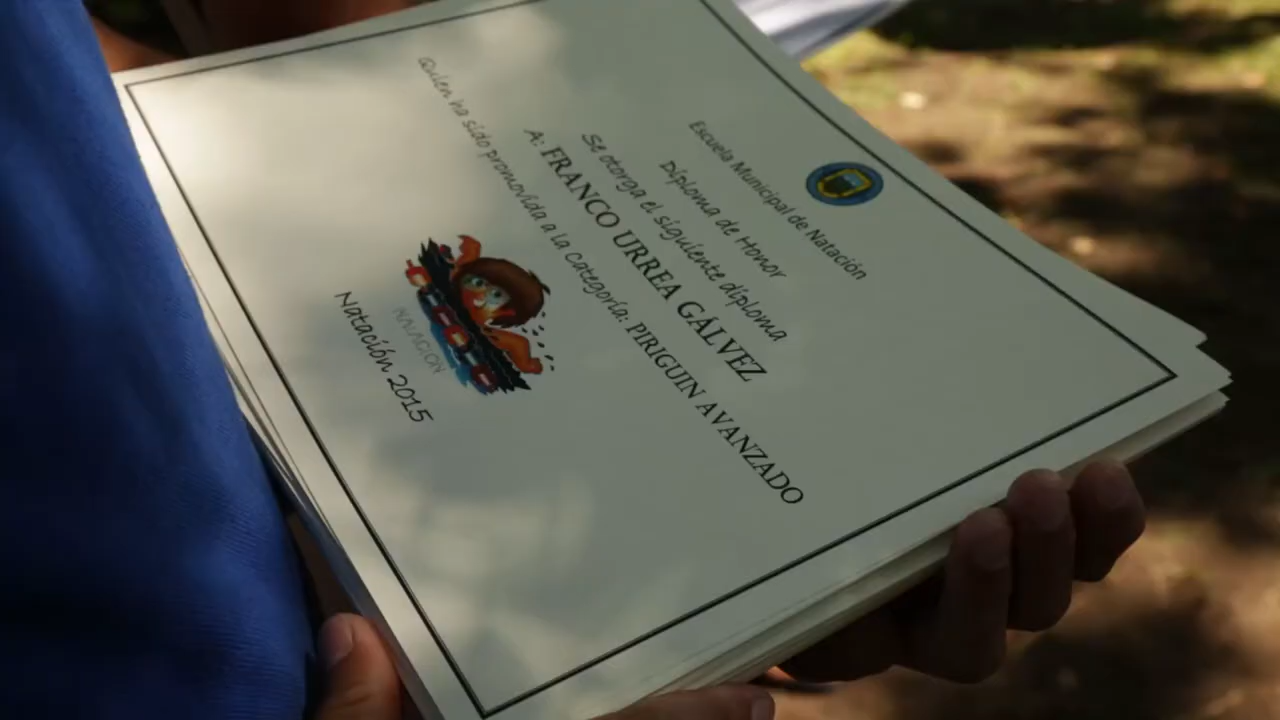 Escuela Municipal de Natación
Diploma de Honor
Se otorga el siguiente diploma
A: FRANCO URREA GÁLVEZ
Quien ha sido promovida a la categoría: PIRIGUIN AVANZADO
NATACION
Natación 2015